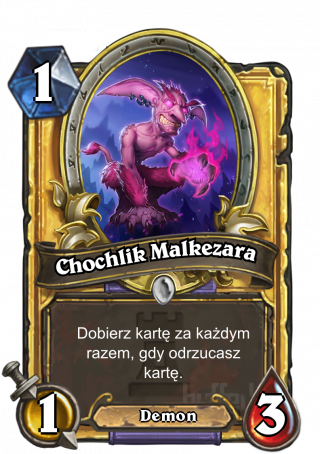 1
Chochlik Malkezara
Dobierz kartę za każdym
razem, gdy odrzucasz
kartę.
1
Demon
3